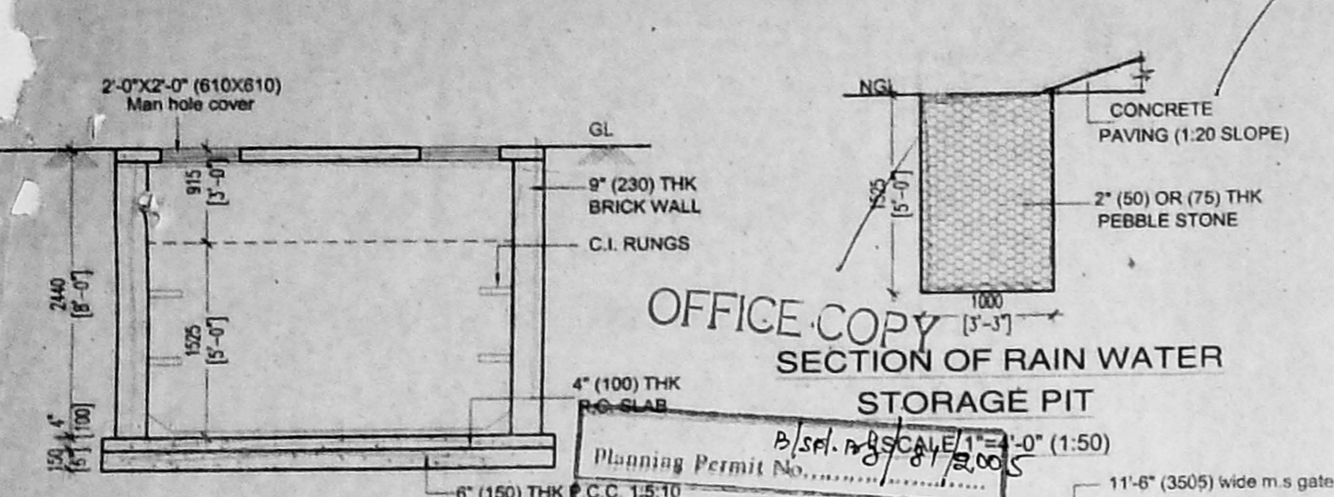 2'-0"X2'-0" (610X610)
Man hole cover
GL
915
[3'-0"]
9" (230) THK
BRICK WALL
C.I. RUNGS
2440
[8'-0"]
1525
[5'-0"]
4" (100) THK
R.C. SLAB
4"
[100]
150
[6"]
6" (150) THK P.C.C. 1:5:10
NGL
CONCRETE
PAVING (1:20 SLOPE)
1525
[5'-0"]
2" (50) OR (75) THK
PEBBLE STONE
1000
[3'-3"]
OFFICE COPY
SECTION OF RAIN WATER
STORAGE PIT
SCALE 1"=4'-0" (1:50)
Planning Permit No.
2005
11'-6" (3505) wide m.s gate